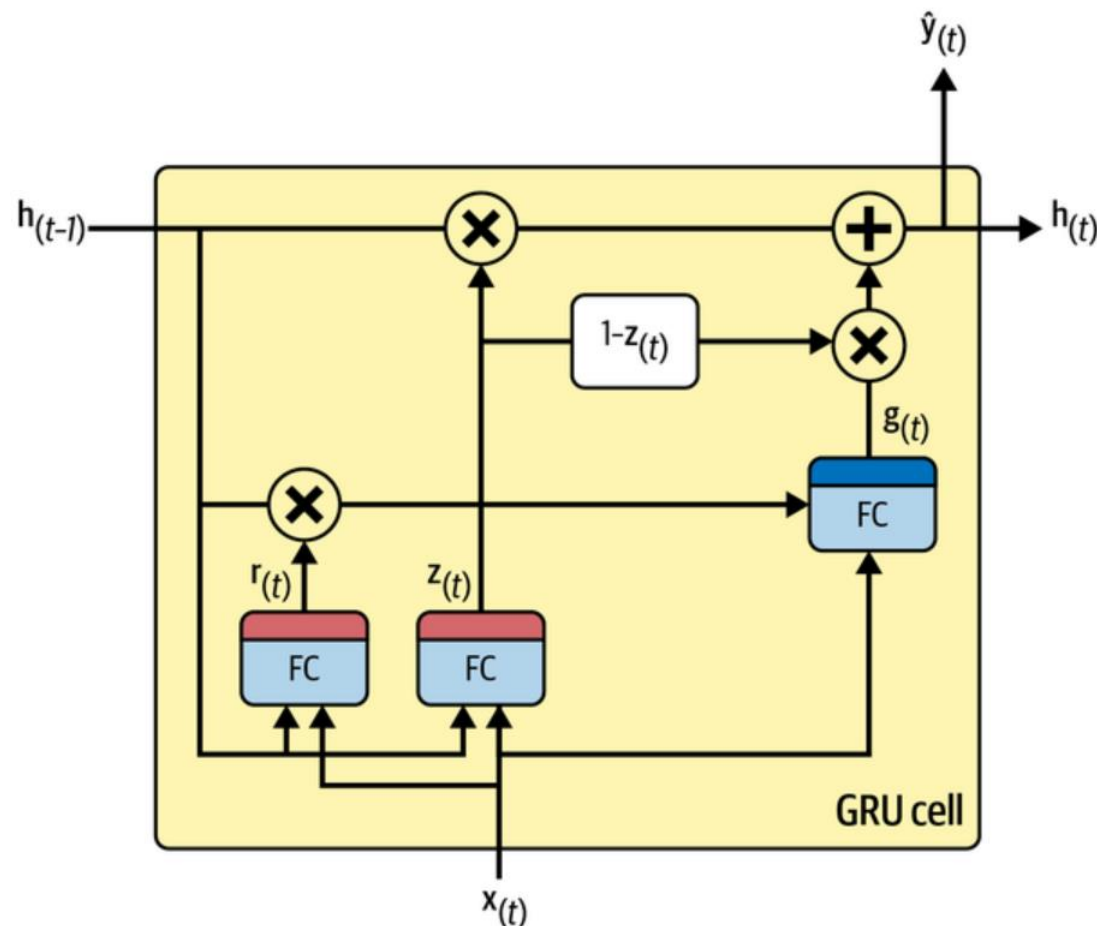 ŷ(t)
h(t-1)
h(t)
1-z(t)
g(t)
FC
r(t)
z(t)
FC
FC
GRU cell
x(t)